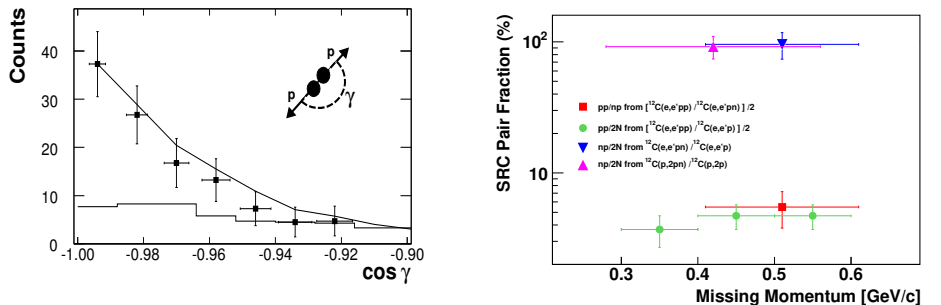 Counts
40
30
20
10
0
-1.00
-0.98
-0.96
-0.94
-0.92
-0.90
cos γ
p
p
γ
SRC Pair Fraction (%)
10²
10
pp/np from [¹²C(e,e'pp) /¹²C(e,e'pn) ] /2
pp/2N from [¹²C(e,e'pp) /¹²C(e,e'p) ] /2
np/2N from ¹²C(e,e'pn) /¹²C(e,e'p)
np/2N from ¹²C(p,2pn) /¹²C(p,2p)
0.3
0.4
0.5
0.6
Missing Momentum [GeV/c]